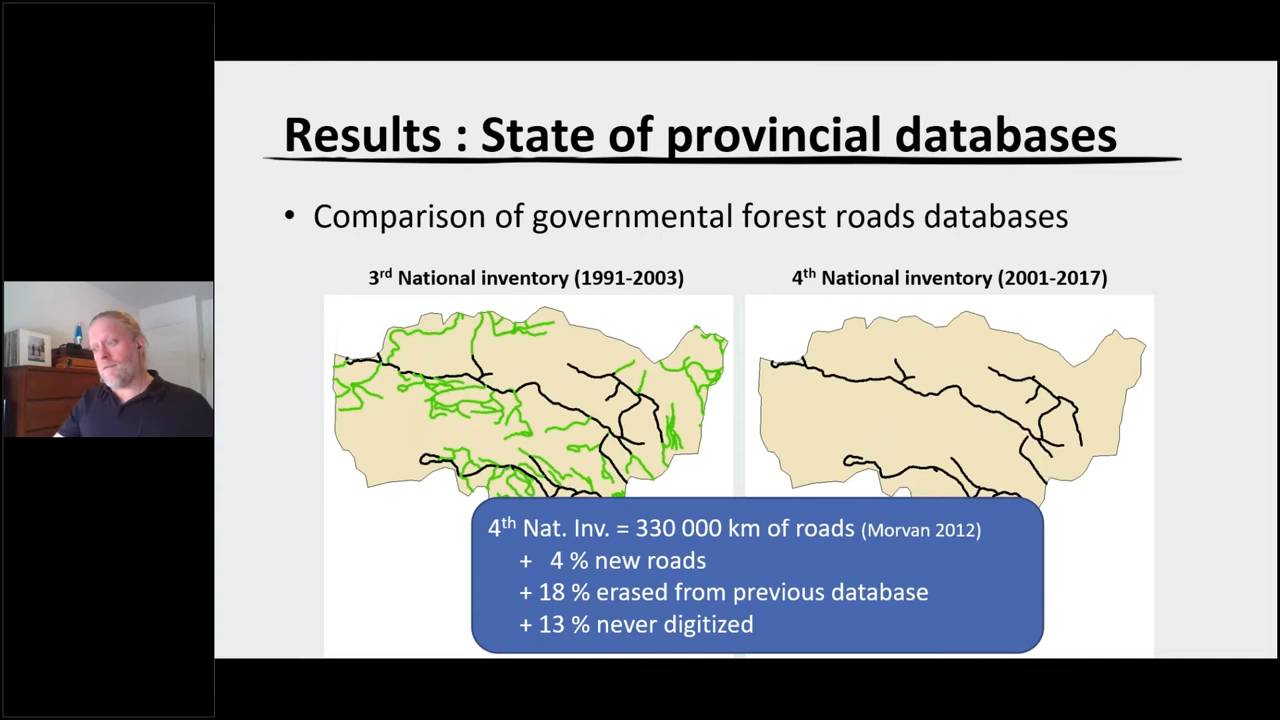 Results : State of provincial databases
• Comparison of governmental forest roads databases
3rd National inventory (1991-2003)
4th National inventory (2001-2017)
4th Nat. Inv. = 330 000 km of roads (Morvan 2012)
+ 4 % new roads
+ 18 % erased from previous database
+ 13 % never digitized